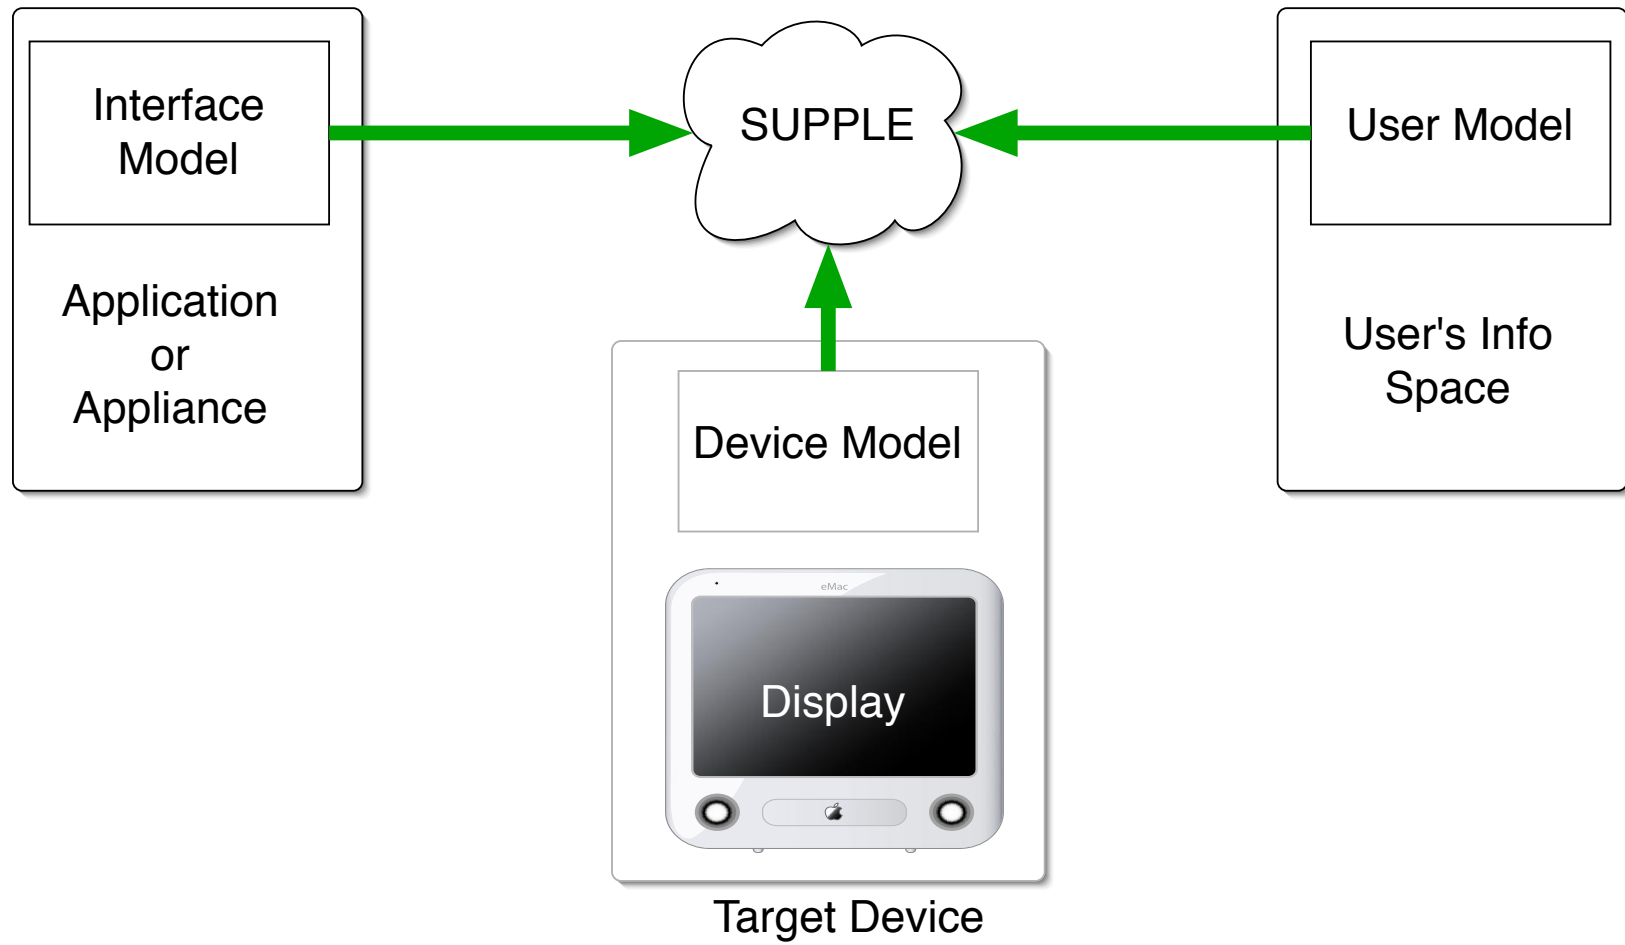 Interface
Model
SUPPLE
User Model
Application
or
Appliance
User's Info
Space
Device Model
eMac
Display
Target Device